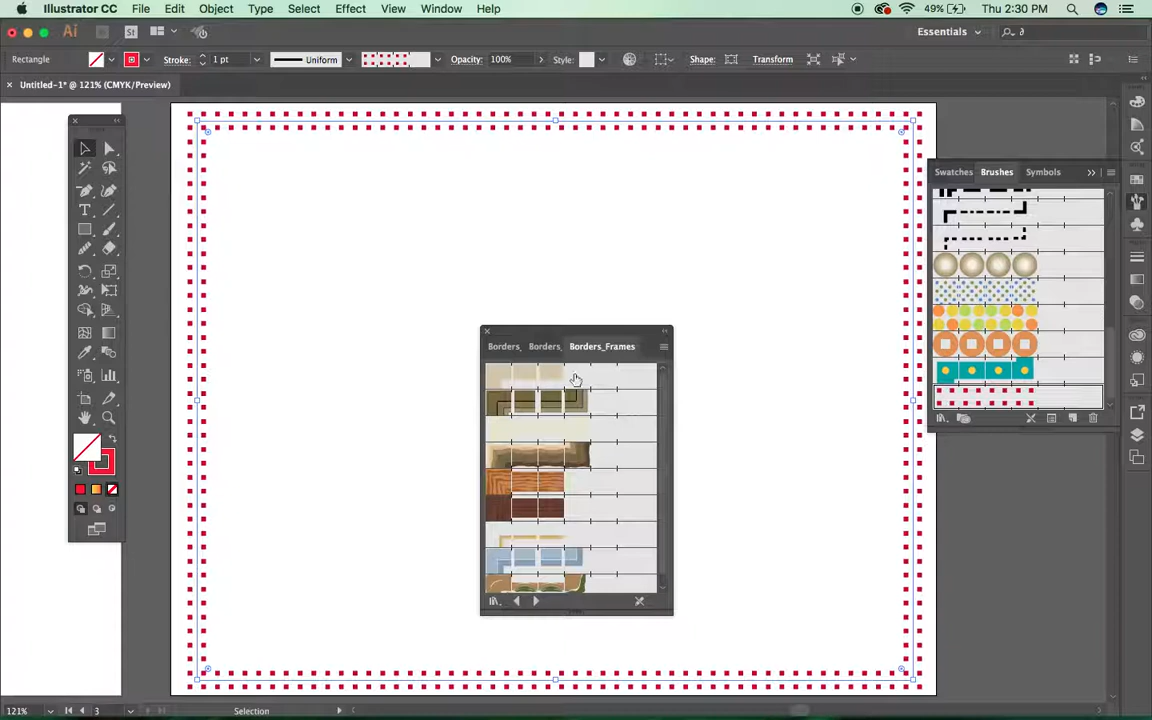 Illustrator CC File Edit Object Type Select Effect View Window Help 49% Thu 2:30 PM
Ai St Essentials
Rectangle Stroke: 1 pt Uniform Opacity: 100% Style: Shape: Transform
× Untitled-1* @ 121% (CMYK/Preview)
Swatches Brushes Symbols
Borders_ Borders_ Borders_Frames
121% 3 Selection